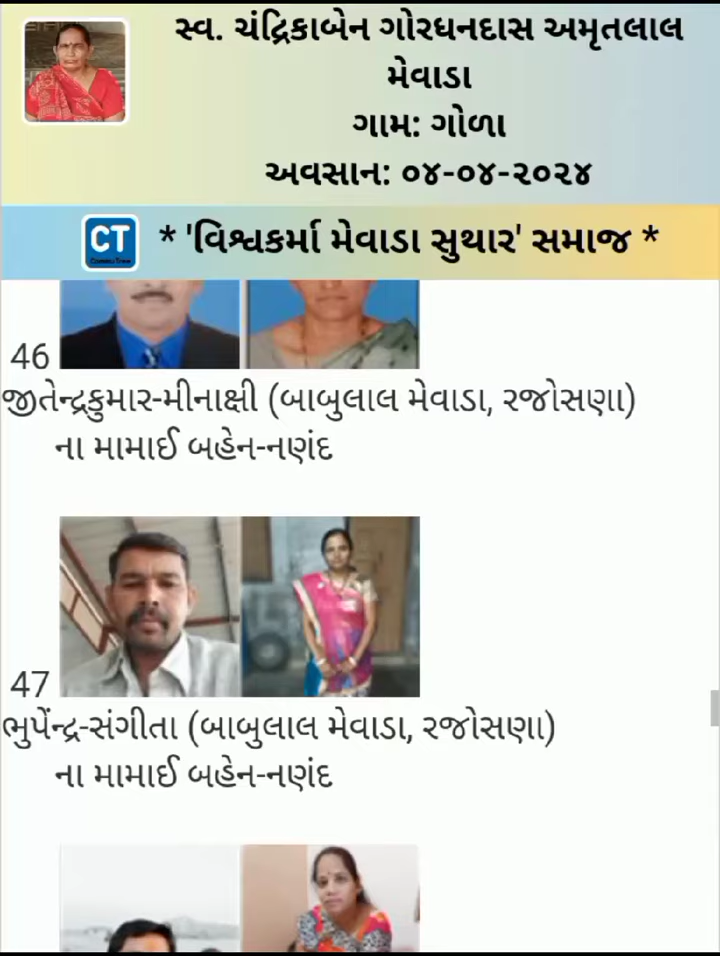 સ્વ. ચંદ્રિકાબેન ગોરધનદાસ અમૃતલાલ
મેવાડા
ગામ: ગોળા
અવસાન: ૦૪-૦૪-૨૦૨૪
CT * 'વિશ્વકર્મા મેવાડા સુથાર' સમાજ *
46
જીતેન્દ્રકુમાર-મીનાક્ષી (બાબુલાલ મેવાડા, રજોસણા)
ના મામાઈ બહેન-નણંદ
47
ભુપેંન્દ્ર-સંગીતા (બાબુલાલ મેવાડા, રજોસણા)
ના મામાઈ બહેન-નણંદ